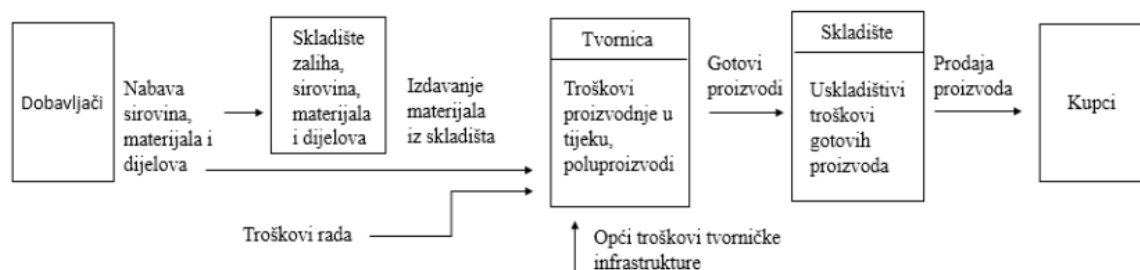 Dobavljači
Nabava
sirovina,
materijala i
dijelova
Skladište
zaliha,
sirovina,
materijala
i dijelova
Izdavanje
materijala
iz skladišta
Troškovi rada
Tvornica
Troškovi
proizvodnje u
tijeku,
poluproizvodi
Opći troškovi tvorničke
infrastrukture
Gotovi
proizvodi
Skladište
Uskladištivi
troškovi
gotovih
proizvoda
Prodaja
proizvoda
Kupci